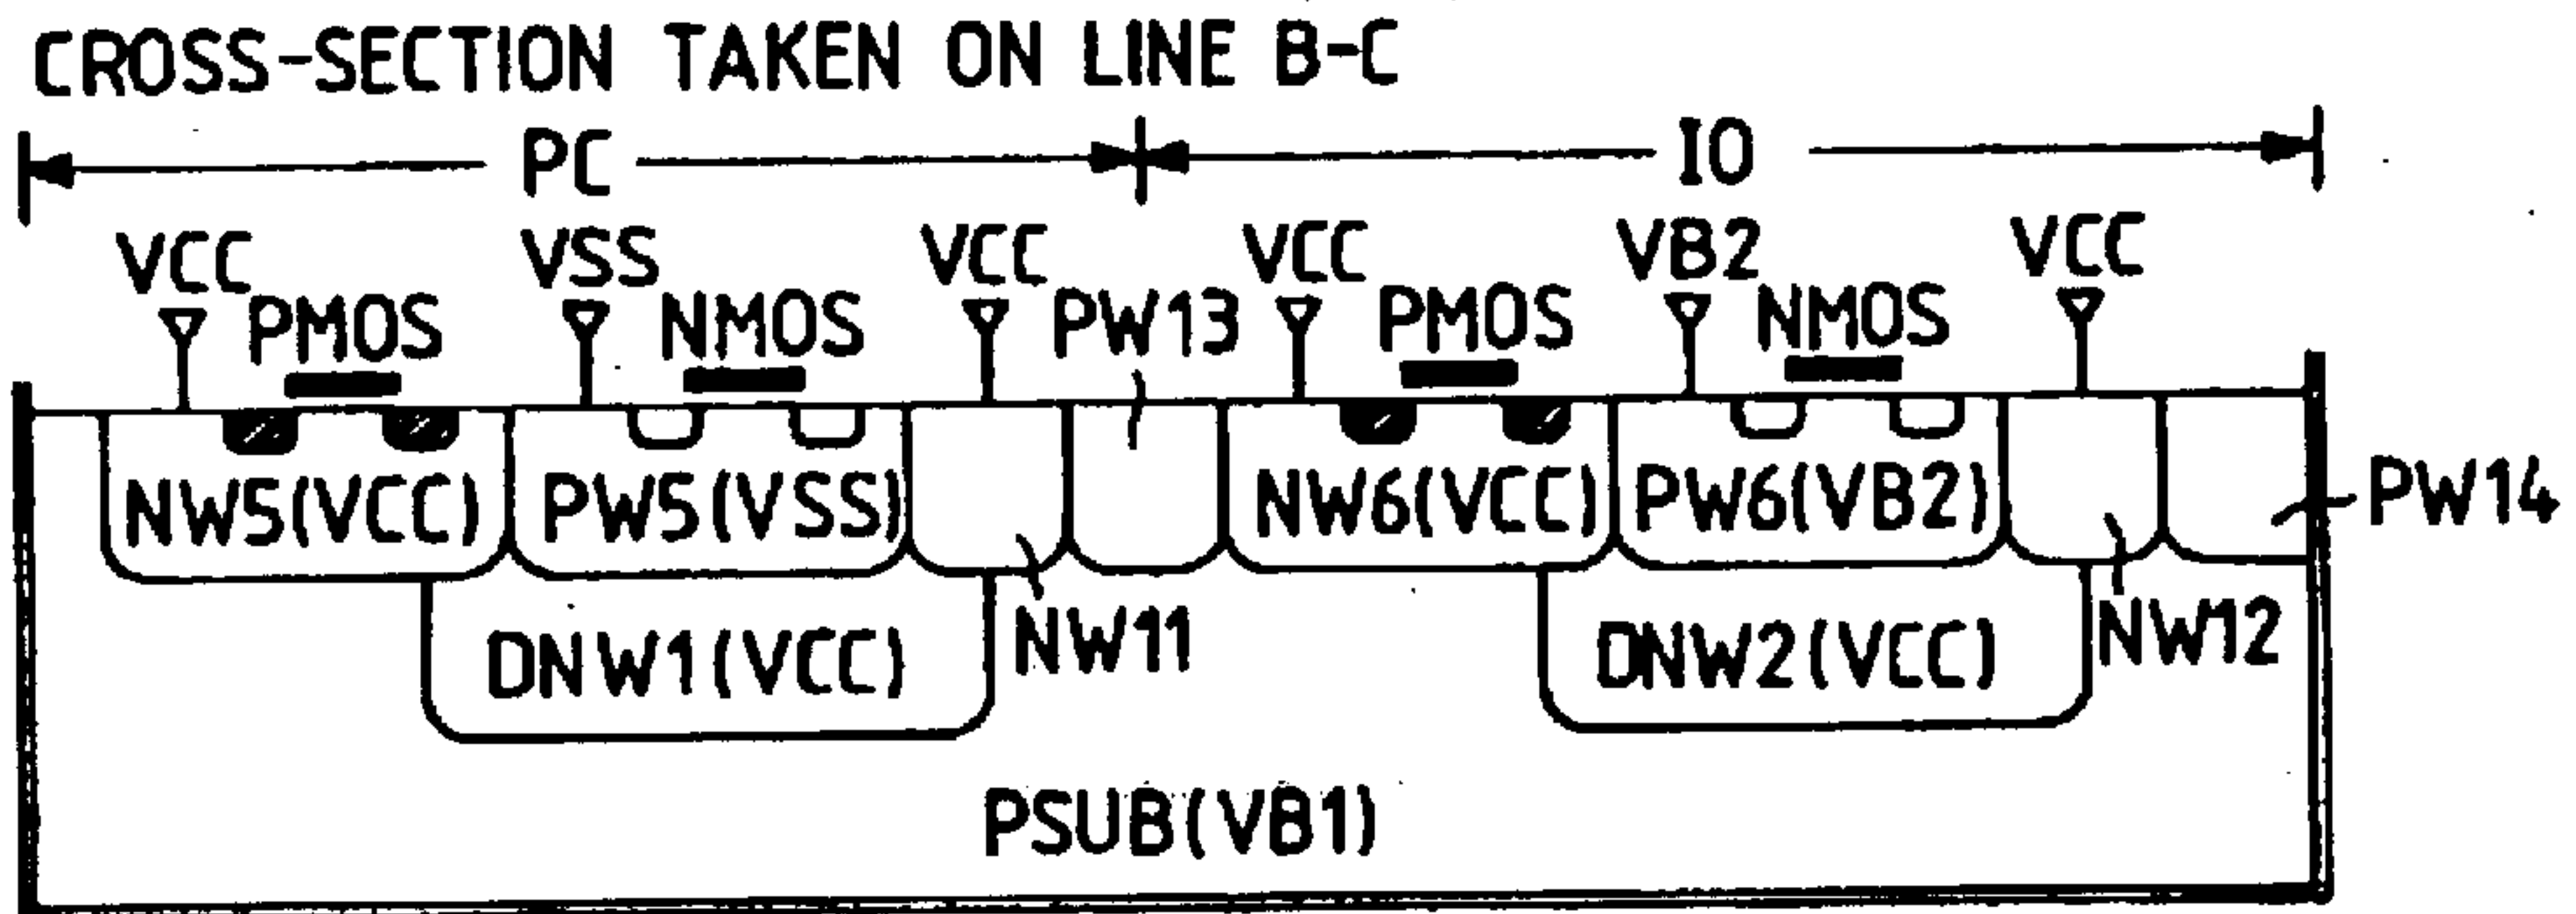 CROSS-SECTION TAKEN ON LINE B-C
PC IO
VCC VSS VCC VCC VB2 VCC
PMOS NMOS PW13 PMOS NMOS
NW5(VCC) PW5(VSS) NW6(VCC) PW6(VB2) PW14
DNW1(VCC) NW11 DNW2(VCC) NW12
PSUB(VB1)